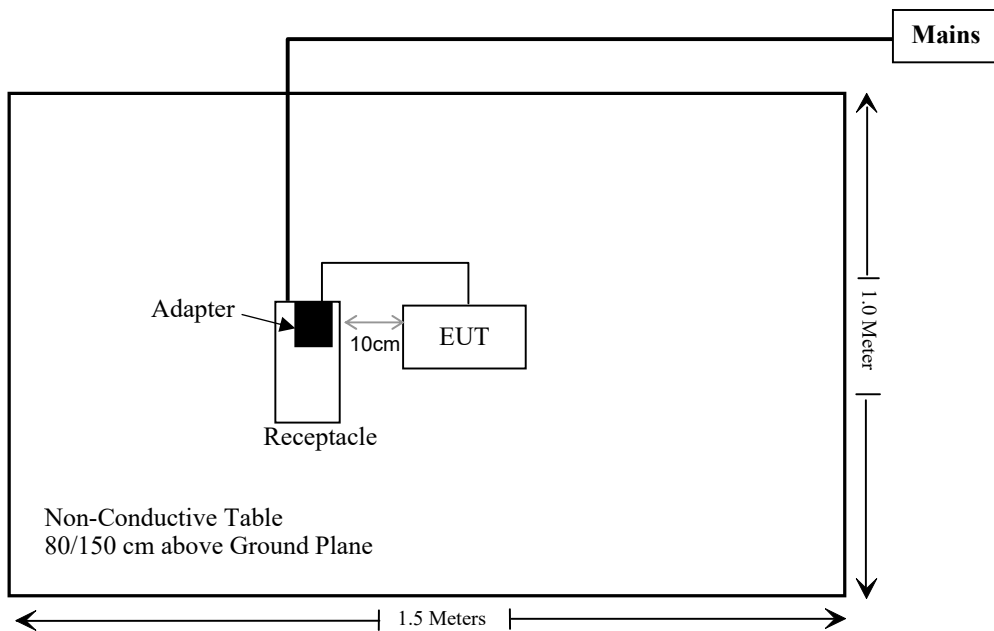 Mains
Adapter
10cm
EUT
Receptacle
1.0 Meter
Non-Conductive Table
80/150 cm above Ground Plane
1.5 Meters